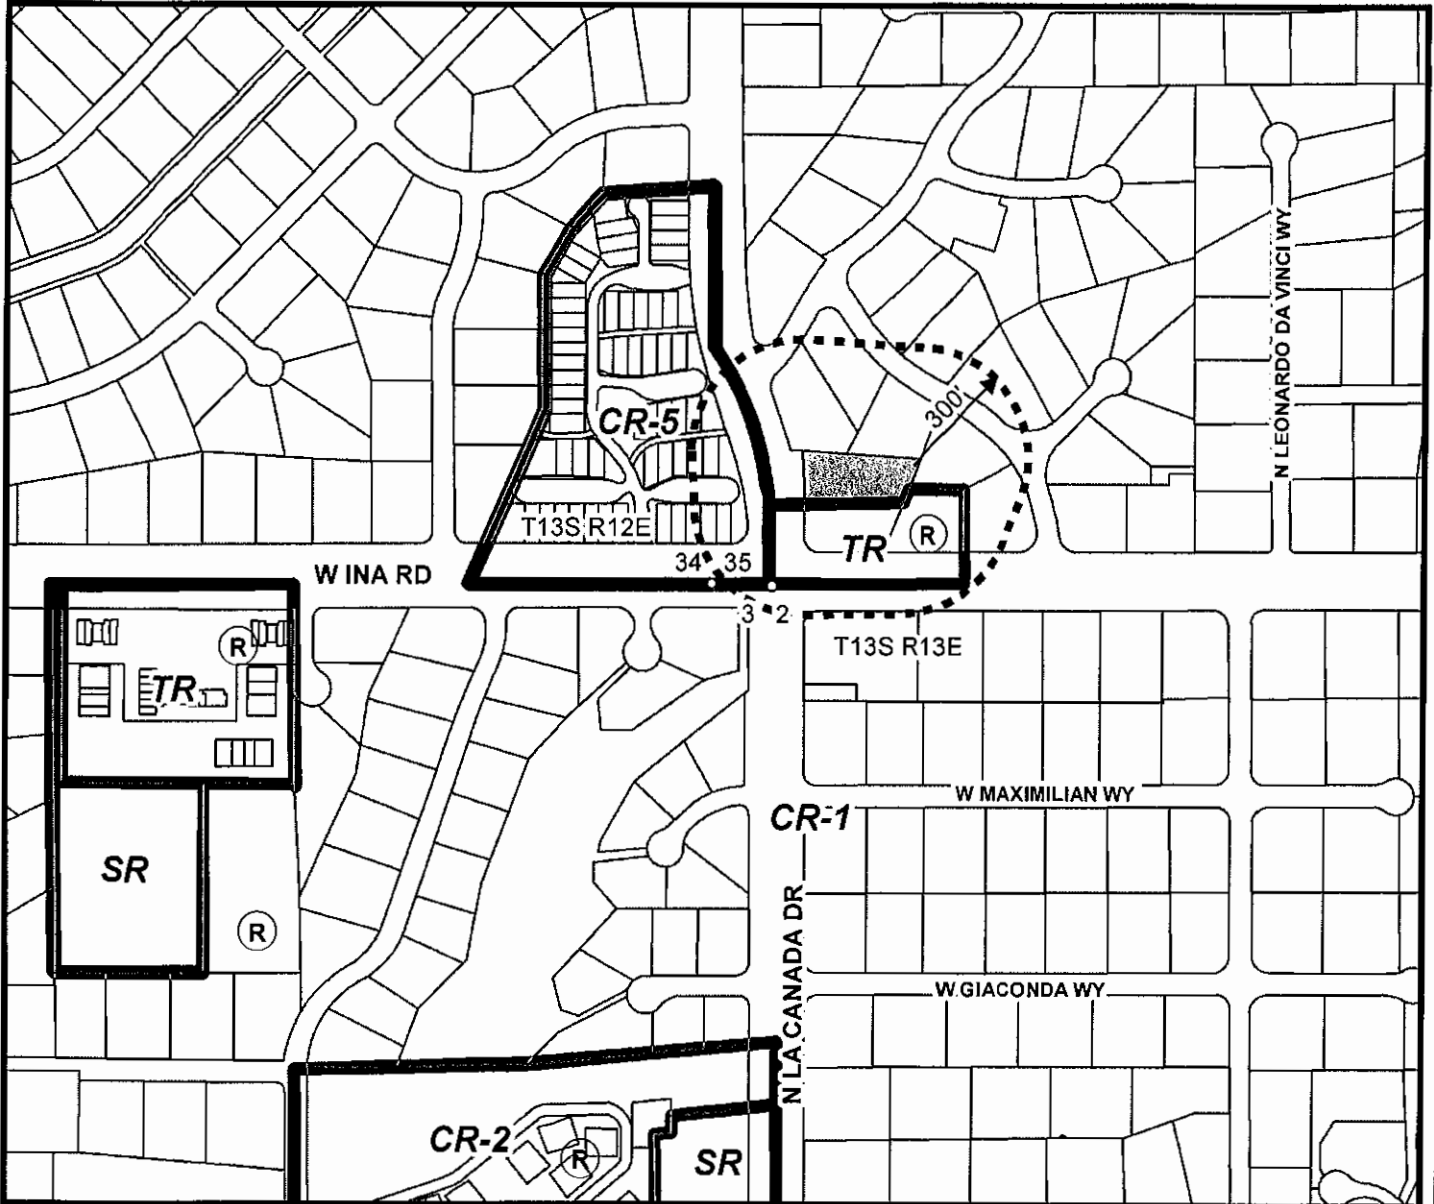 N LEONARDO DA VINCI WY
300'
CR-5
T13S R12E
TR
R
34
35
W INA RD
3
2
T13S R13E
R
TR
W MAXIMILIAN WY
CR-1
SR
R
N LA CANADA DR
W GIACONDA WY
CR-2
R
SR